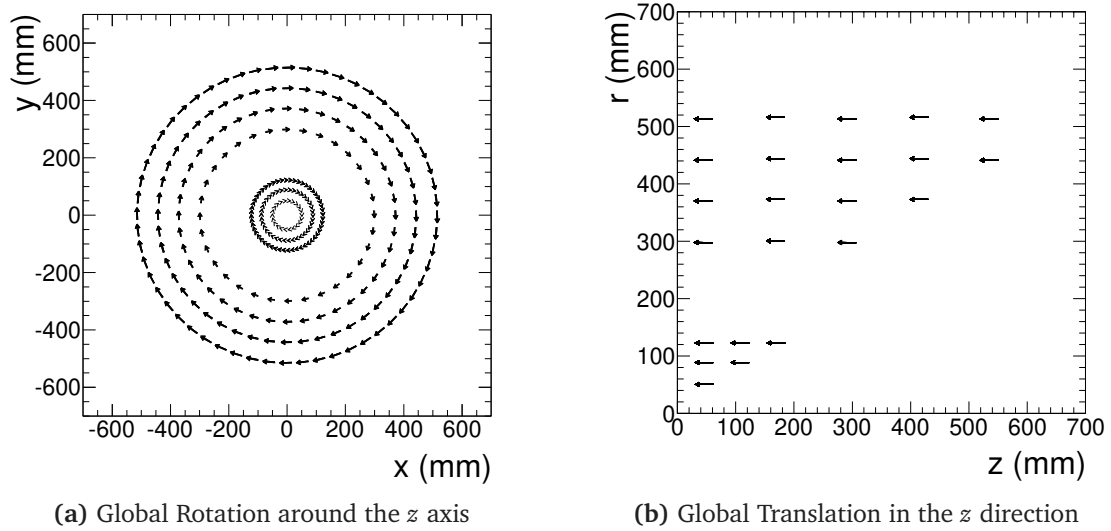 y (mm)
600
400
200
0
-200
-400
-600
-600 -400 -200 0 200 400 600
x (mm)
r (mm)
700
600
500
400
300
200
100
0
0 100 200 300 400 500 600 700
z (mm)
(a) Global Rotation around the z axis
(b) Global Translation in the z direction